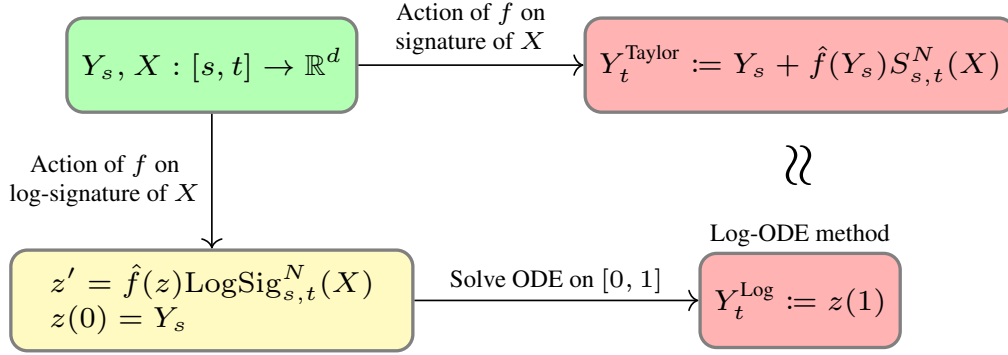 Action of f on
signature of X
Y_s, X : [s, t] → ℝ^d
Y_t^Taylor := Y_s + f̂(Y_s)S_{s,t}^N(X)
Action of f on
log-signature of X
≈
Log-ODE method
z′ = f̂(z)LogSig_{s,t}^N(X)
z(0) = Y_s
Solve ODE on [0, 1]
Y_t^Log := z(1)